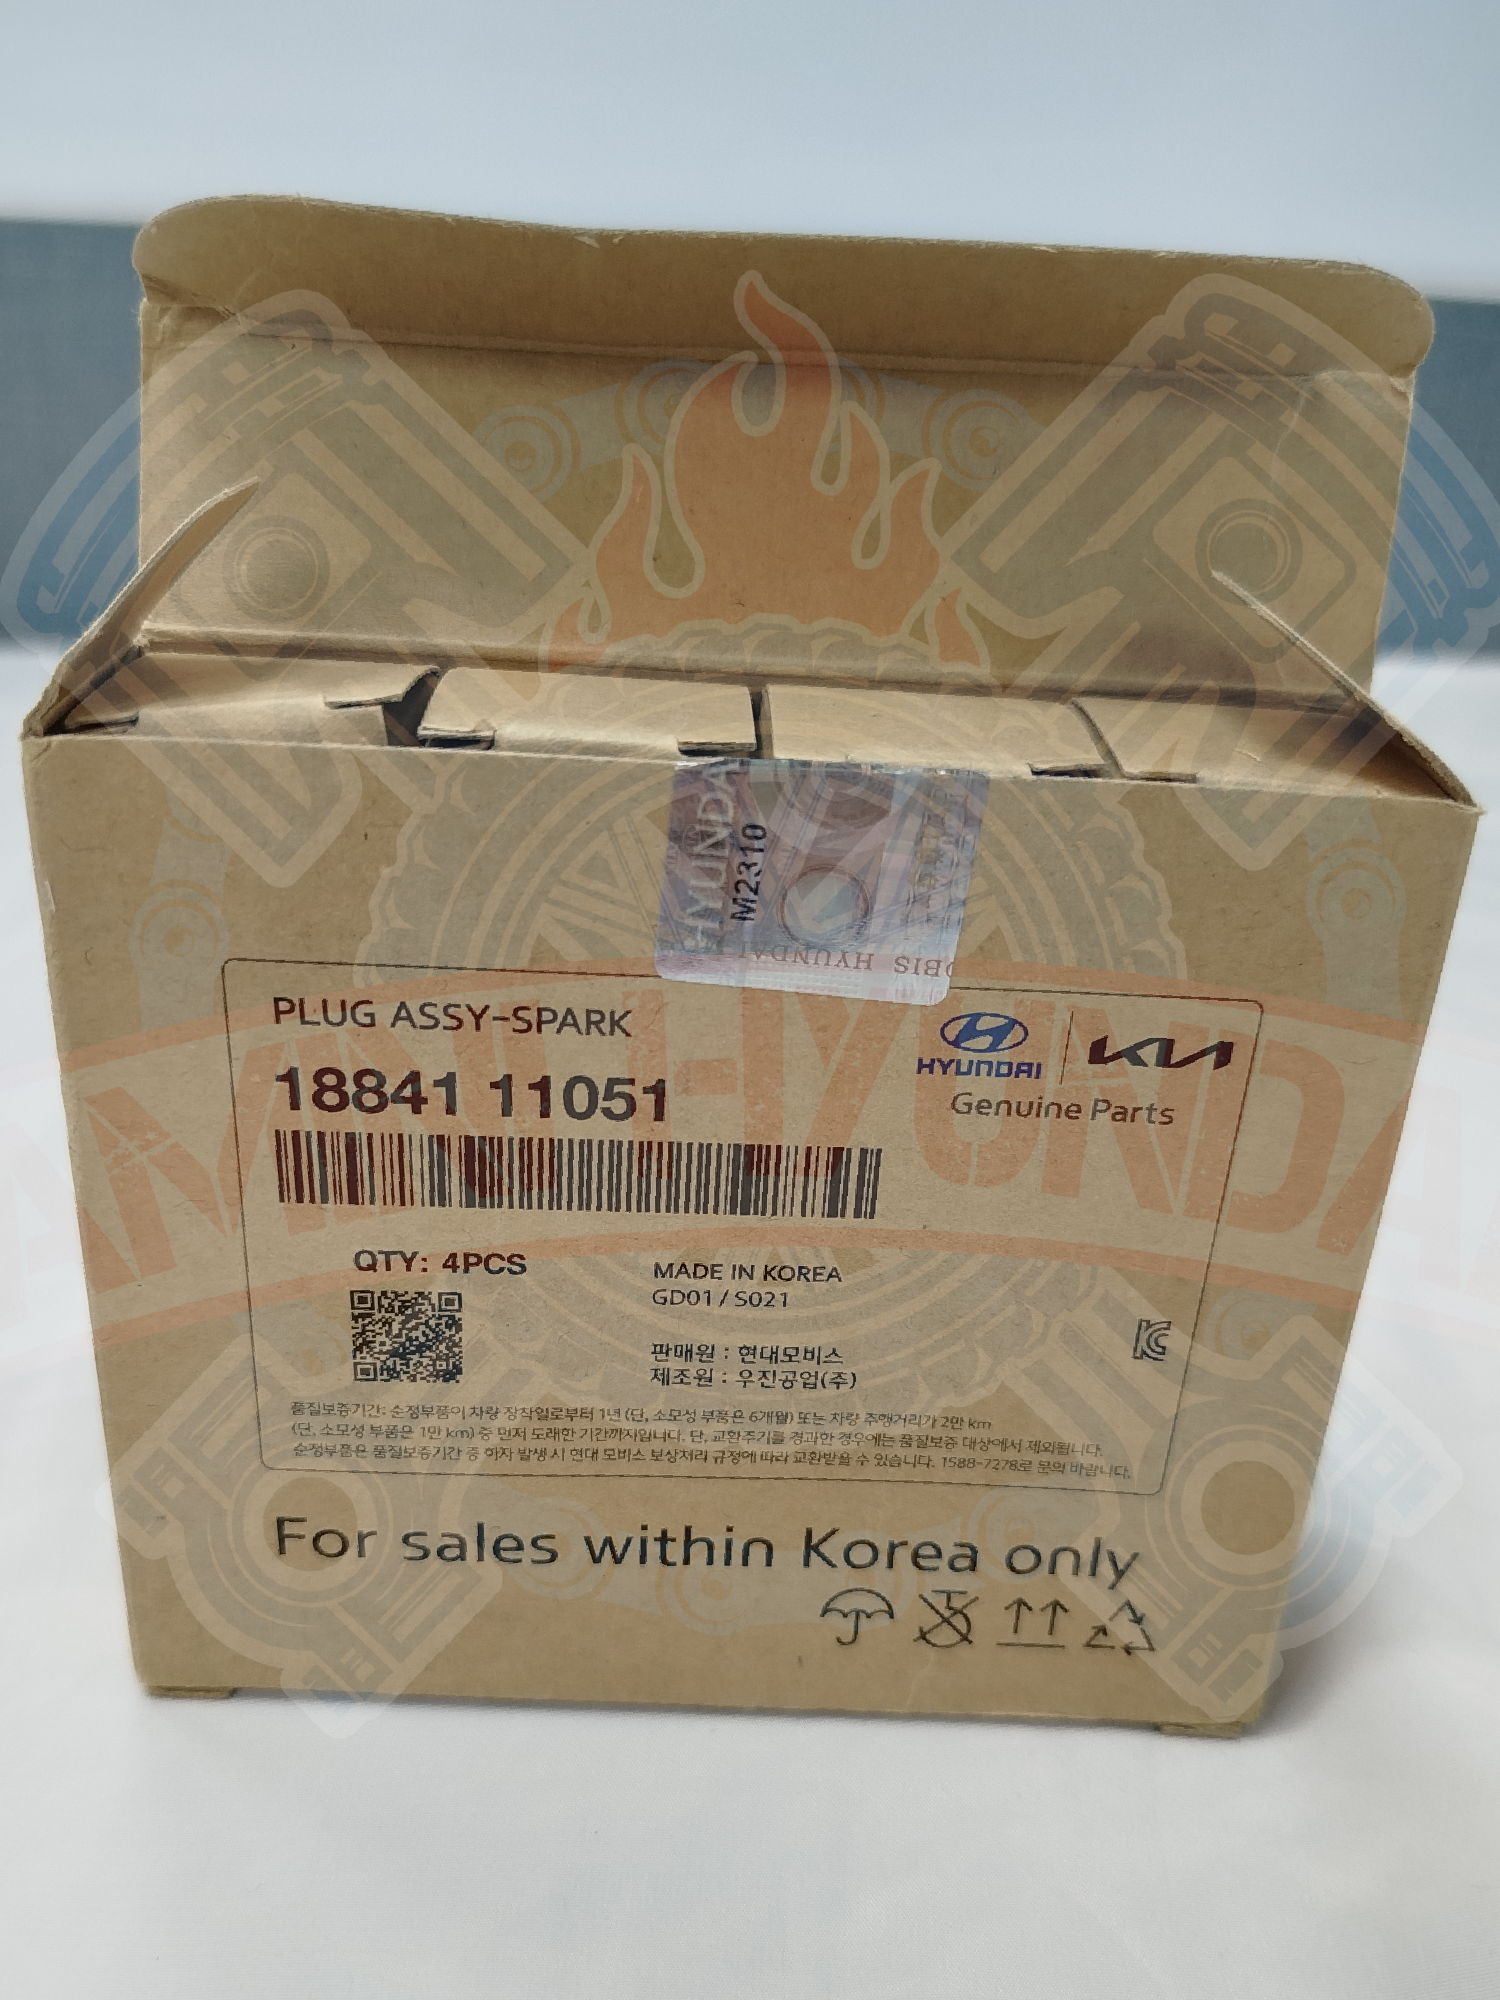 HYUNDAI
M2310
OBIS HYUNDAI
PLUG ASSY-SPARK
HYUNDAI
KIA
18841 11051
Genuine Parts
AMINHYUNDA
QTY: 4PCS
MADE IN KOREA
GD01 / S021
판매원 : 현대모비스
제조원 : 우진공업(주)
품질보증기간: 순정부품이 차량 장착일로부터 1년 (단, 소모성 부품은 6개월) 또는 차량 주행거리가 2만 km
(단, 소모성 부품은 1만 km) 중 먼저 도래한 기간까지입니다. 단, 교환주기를 경과한 경우에는 품질보증 대상에서 제외됩니다.
순정부품은 품질보증기간 중 하자 발생 시 현대 모비스 보상처리 규정에 따라 교환받을 수 있습니다. 1588-7278로 문의 바랍니다.
For sales within Korea only